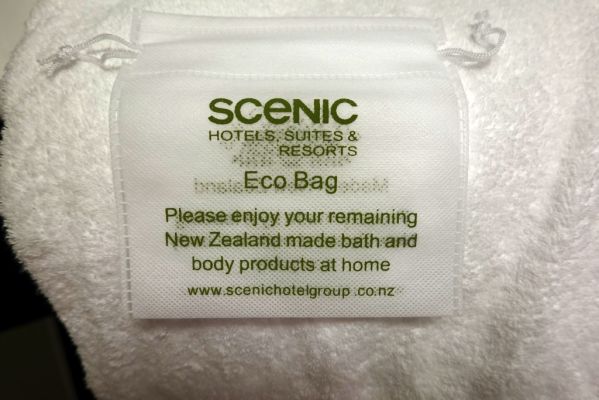 SCENIC
HOTELS, SUITES &
RESORTS
Eco Bag
Please enjoy your remaining
New Zealand made bath and
body products at home
www.scenichotelgroup .co.nz